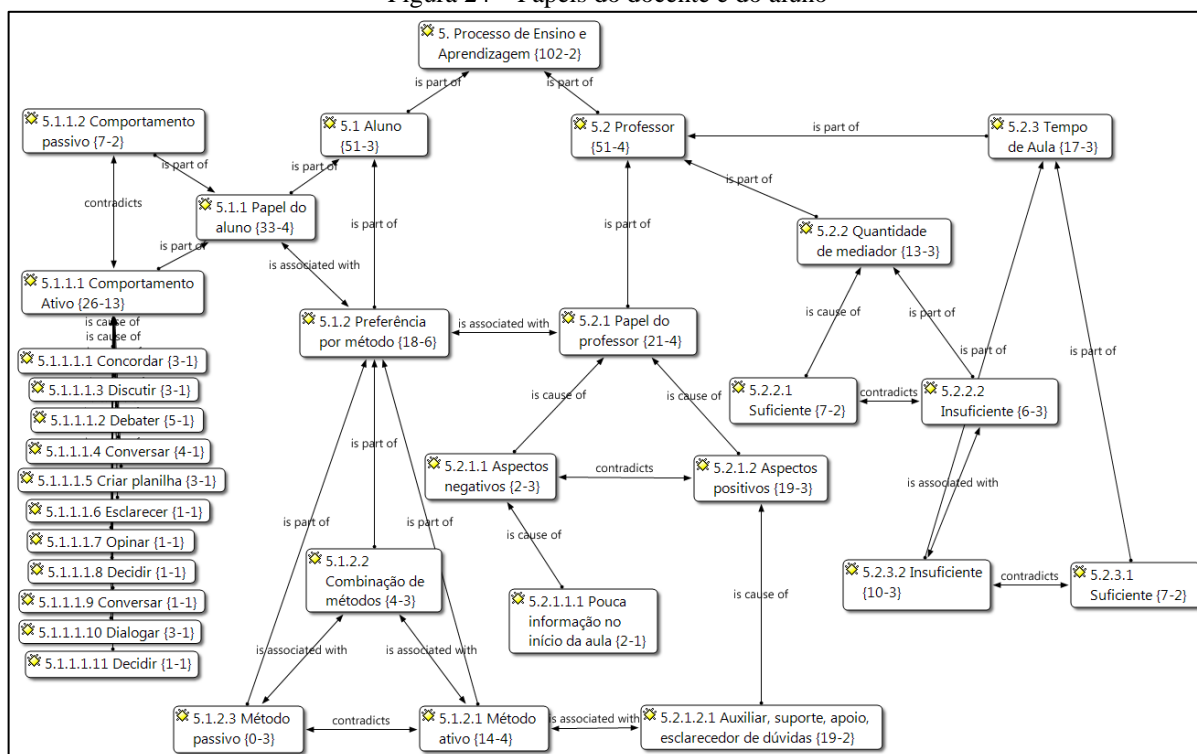 Figura 24 – Papéis do docente e do aluno
5. Processo de Ensino e
Aprendizagem {102-2}
is part of
is part of
5.1.1.2 Comportamento
passivo {7-2}
5.1 Aluno
{51-3}
5.2 Professor
{51-4}
is part of
5.2.3 Tempo
de Aula {17-3}
is part of
is part of
is part of
contradicts
5.1.1 Papel do
aluno {33-4}
is part of
is part of
is part of
is part of
5.2.2 Quantidade
de mediador {13-3}
is associated with
5.1.1.1 Comportamento
Ativo {26-13}
is cause of
is cause of
is cause of
5.1.2 Preferência
por método {18-6}
is associated with
5.2.1 Papel do
professor {21-4}
is cause of
is part of
is part of
5.1.1.1.1 Concordar {3-1}
5.1.1.1.3 Discutir {3-1}
5.1.1.1.2 Debater {5-1}
5.1.1.1.4 Conversar {4-1}
5.1.1.1.5 Criar planilha {3-1}
5.1.1.1.6 Esclarecer {1-1}
5.1.1.1.7 Opinar {1-1}
5.1.1.1.8 Decidir {1-1}
5.1.1.1.9 Conversar {1-1}
5.1.1.1.10 Dialogar {3-1}
5.1.1.1.11 Decidir {1-1}
is cause of
is cause of
5.2.2.1
Suficiente {7-2}
contradicts
5.2.2.2
Insuficiente {6-3}
is part of
5.2.1.1 Aspectos
negativos {2-3}
contradicts
5.2.1.2 Aspectos
positivos {19-3}
is associated with
is part of
is part of
is cause of
5.1.2.2
Combinação de
métodos {4-3}
5.2.1.1.1 Pouca
informação no
início da aula {2-1}
is cause of
5.2.3.2 Insuficiente
{10-3}
contradicts
5.2.3.1
Suficiente {7-2}
is associated with
is associated with
5.1.2.3 Método
passivo {0-3}
contradicts
5.1.2.1 Método
ativo {14-4}
is associated with
5.2.1.2.1 Auxiliar, suporte, apoio,
esclarecedor de dúvidas {19-2}